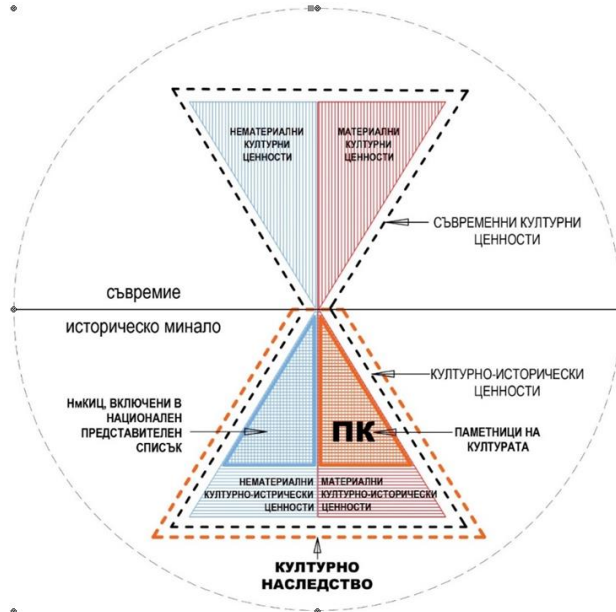 НЕМАТЕРИАЛНИ
КУЛТУРНИ
ЦЕННОСТИ
МАТЕРИАЛНИ
КУЛТУРНИ
ЦЕННОСТИ
СЪВРЕМЕННИ КУЛТУРНИ
ЦЕННОСТИ
съвремие
историческо минало
КУЛТУРНО-ИСТОРИЧЕСКИ
ЦЕННОСТИ
НмКИЦ, ВКЛЮЧЕНИ В
НАЦИОНАЛЕН
ПРЕДСТАВИТЕЛЕН
СПИСЪК
ПК
ПАМЕТНИЦИ НА
КУЛТУРАТА
НЕМАТЕРИАЛНИ
КУЛТУРНО-ИСТРИЧЕСКИ
ЦЕННОСТИ
МАТЕРИАЛНИ
КУЛТУРНО-ИСТОРИЧЕСКИ
ЦЕННОСТИ
КУЛТУРНО
НАСЛЕДСТВО